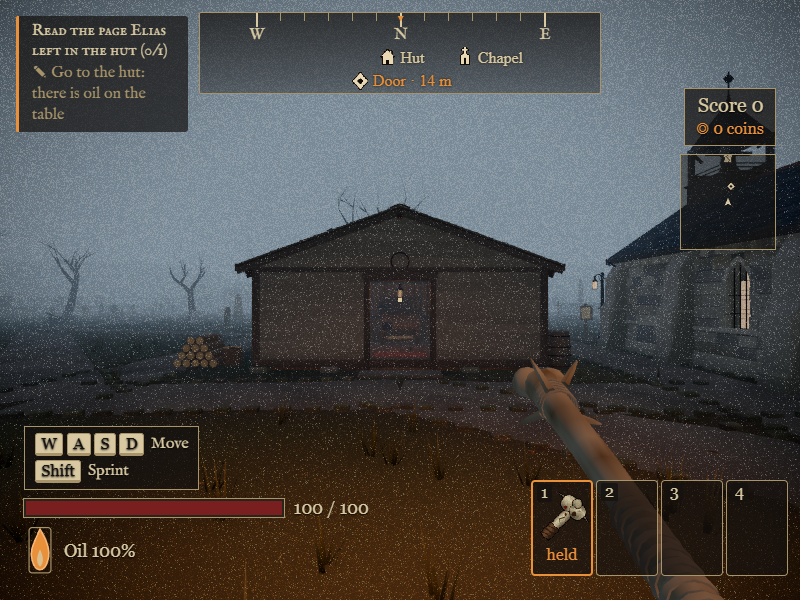 Read the page Elias
left in the hut (0/1)
Go to the hut:
there is oil on the
table
W N E
Hut Chapel
Door · 14 m
Score 0
0 coins
W A S D Move
Shift Sprint
100 / 100
Oil 100%
1 2 3 4
held